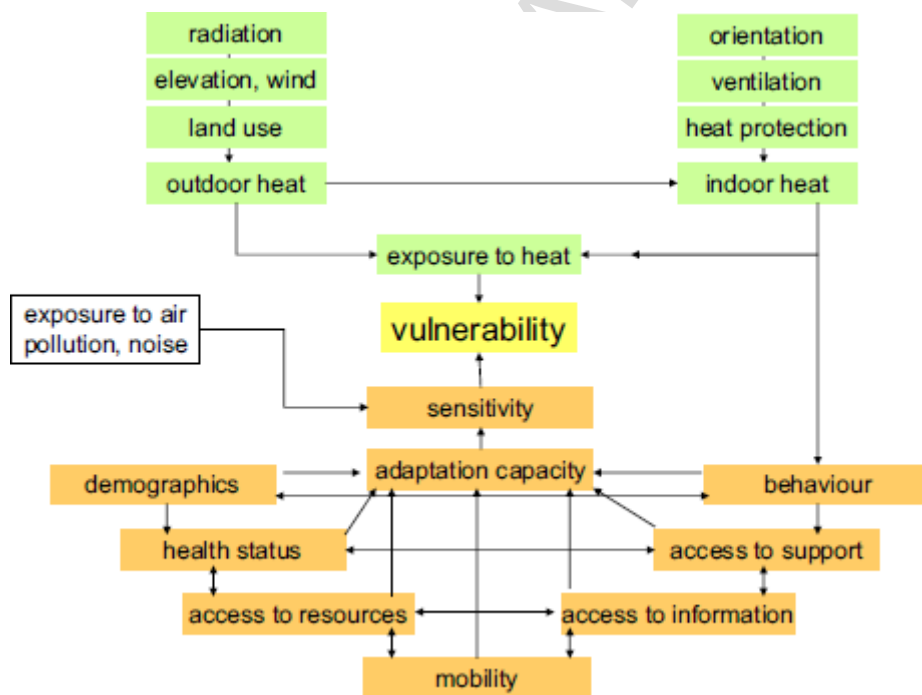 radiation
orientation
elevation, wind
ventilation
land use
heat protection
outdoor heat
indoor heat
exposure to heat
exposure to air
pollution, noise
vulnerability
sensitivity
adaptation capacity
demographics
behaviour
health status
access to support
access to resources
access to information
mobility